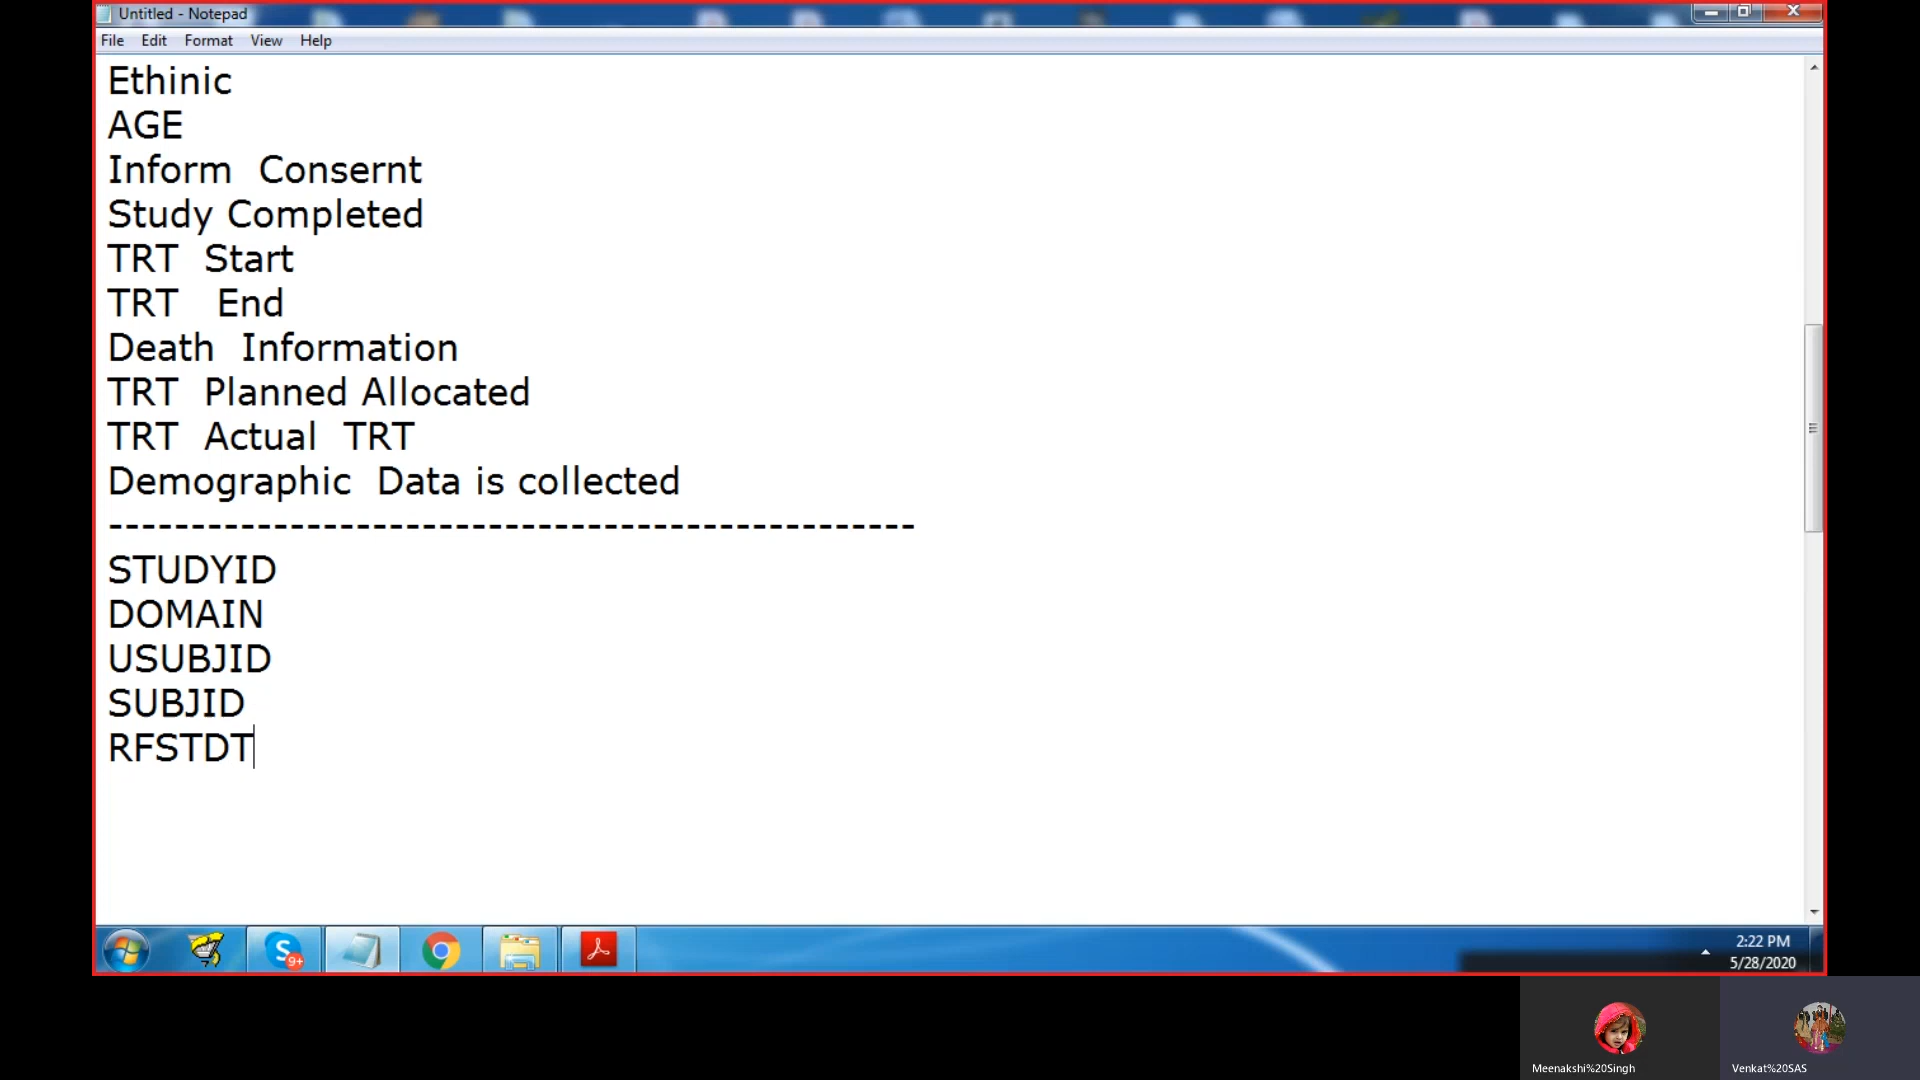 Untitled - Notepad
File Edit Format View Help
Ethinic
AGE
Inform  Consernt
Study Completed
TRT  Start
TRT   End
Death  Information
TRT  Planned Allocated
TRT  Actual  TRT
Demographic  Data is collected
-------------------------------------------------
STUDYID
DOMAIN
USUBJID
SUBJID
RFSTDT
S 9+
2:22 PM
5/28/2020
Meenakshi%20Singh
Venkat%20SAS